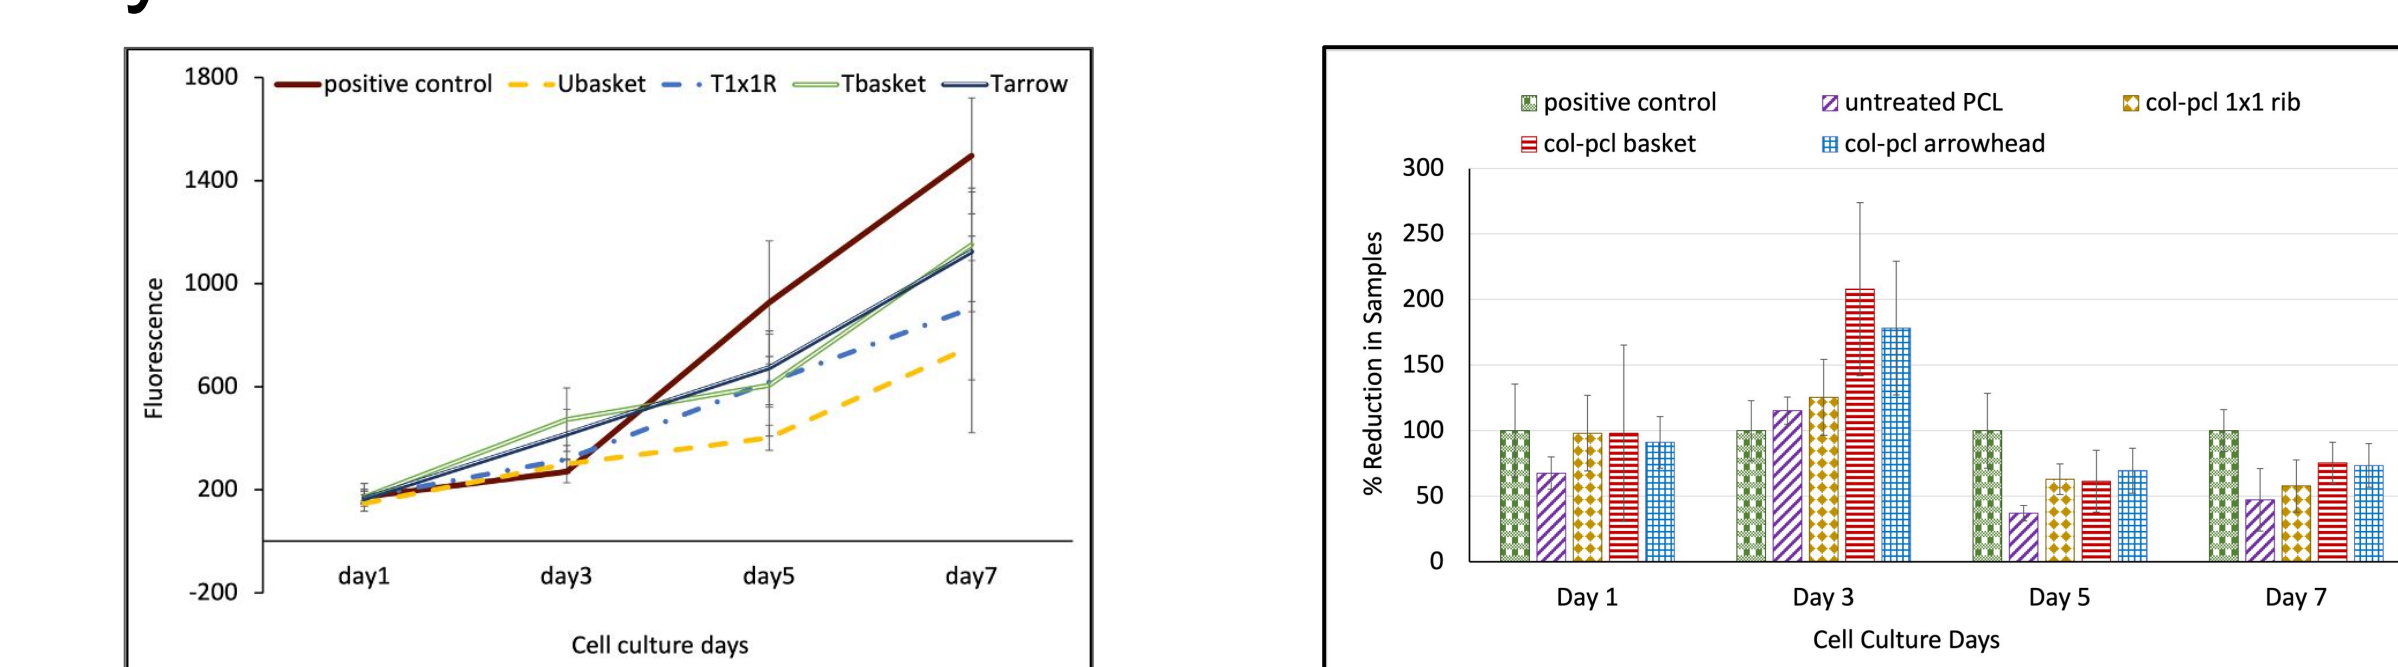 positive control Ubasket T1x1R Tbasket Tarrow
1800
1400
1000
600
200
-200
Fluorescence
day1 day3 day5 day7
Cell culture days
positive control untreated PCL col-pcl 1x1 rib
col-pcl basket col-pcl arrowhead
300
250
200
150
100
50
0
% Reduction in Samples
Day 1 Day 3 Day 5 Day 7
Cell Culture Days